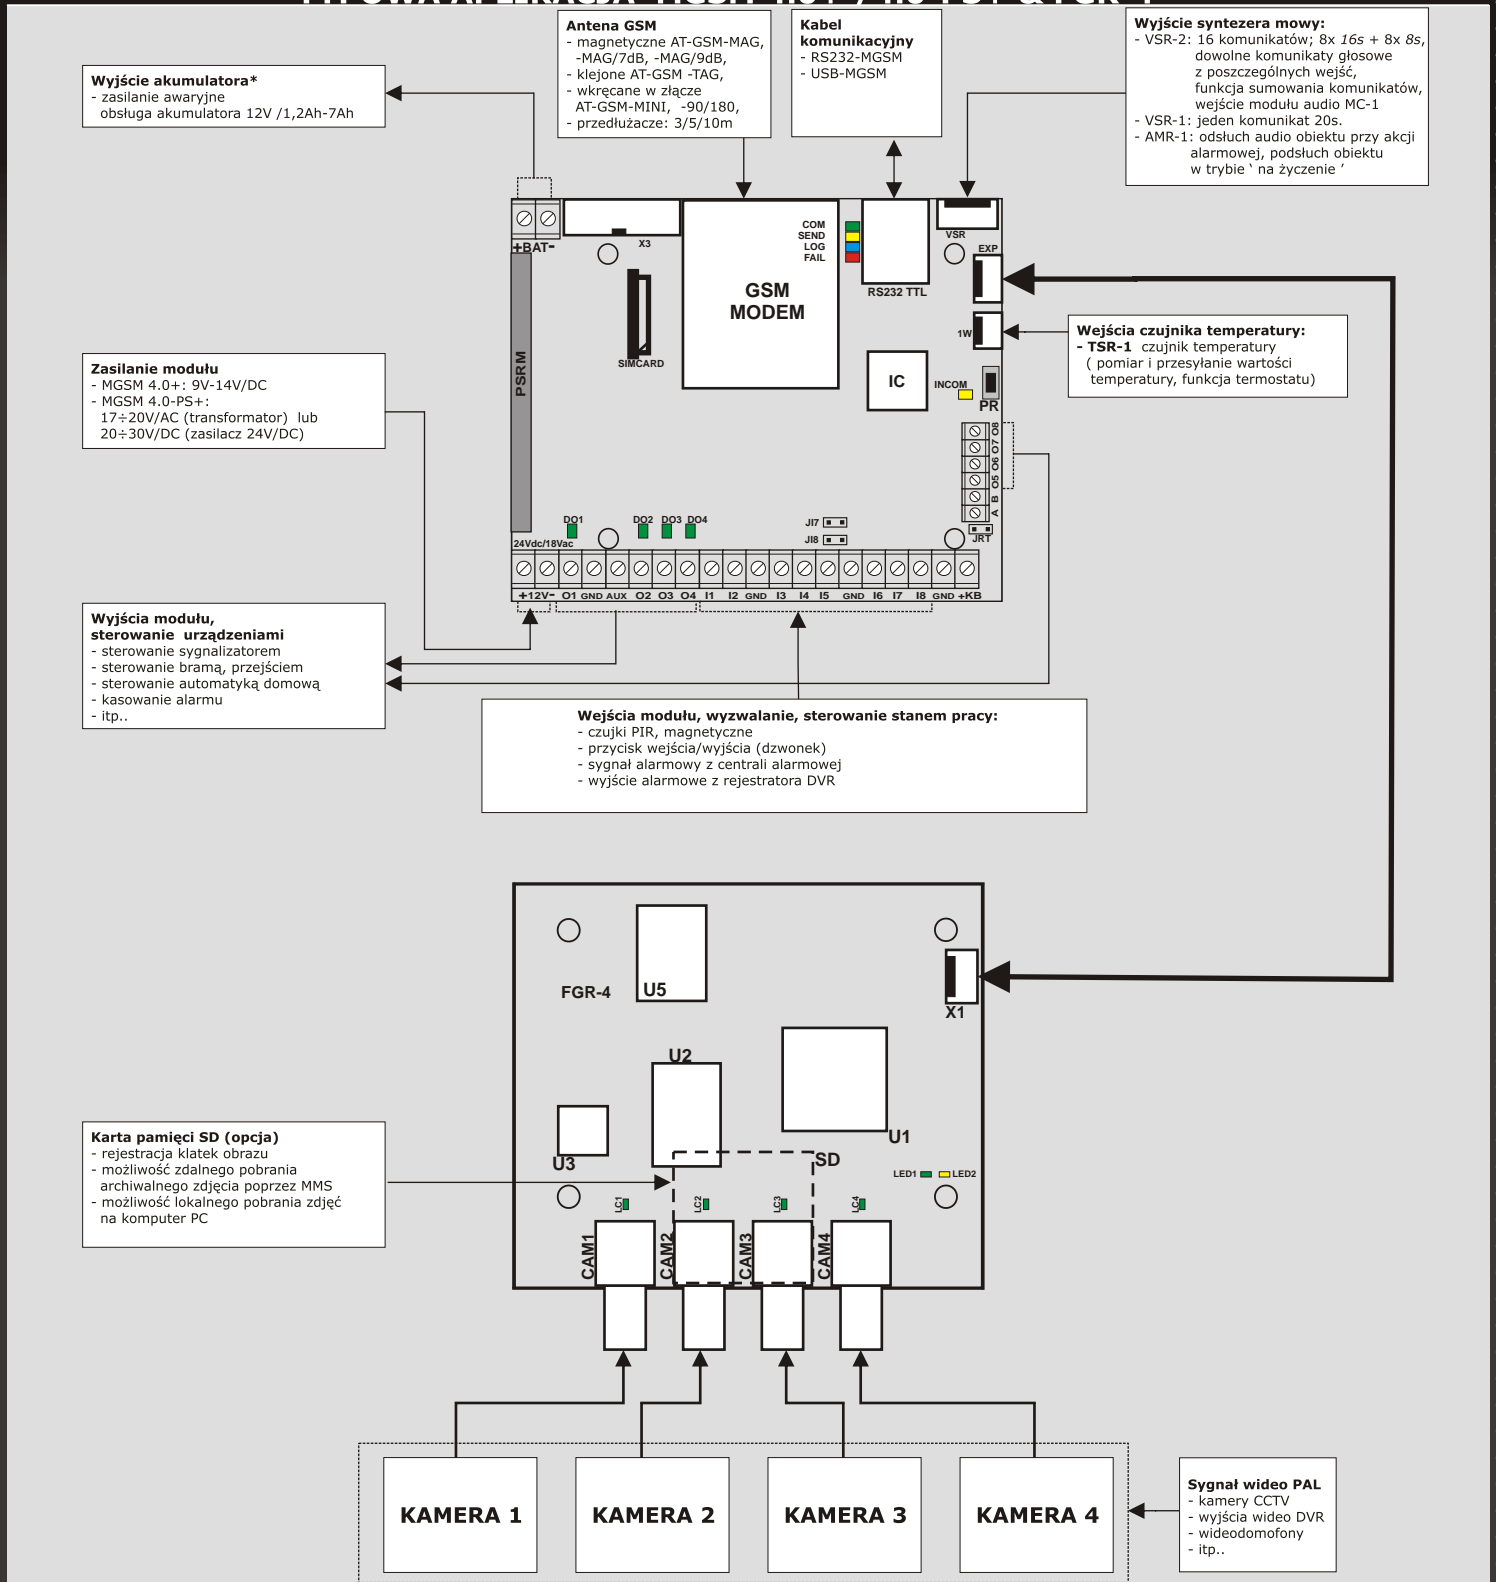 Antena GSM
- magnetyczne AT-GSM-MAG,
-MAG/7dB, -MAG/9dB,
- klejone AT-GSM -TAG,
- wkręcane w złącze
AT-GSM-MINI, -90/180,
- przedłużacze: 3/5/10m
Kabel
komunikacyjny
- RS232-MGSM
- USB-MGSM
Wyjście syntezera mowy:
- VSR-2: 16 komunikatów; 8x 16s + 8x 8s,
dowolne komunikaty głosowe
z poszczególnych wejść,
funkcja sumowania komunikatów,
wejście modułu audio MC-1
- VSR-1: jeden komunikat 20s.
- AMR-1: odsłuch audio obiektu przy akcji
alarmowej, podsłuch obiektu
w trybie ‘ na życzenie ’
Wyjście akumulatora*
- zasilanie awaryjne
obsługa akumulatora 12V /1,2Ah-7Ah
+BAT-
X3
COM
SEND
LOG
FAIL
VSR
EXP
GSM
MODEM
RS232 TTL
1W
SIMCARD
PSRM
IC
INCOM
PR
Wejścia czujnika temperatury:
- TSR-1 czujnik temperatury
( pomiar i przesyłanie wartości
temperatury, funkcja termostatu)
Zasilanie modułu
- MGSM 4.0+: 9V-14V/DC
- MGSM 4.0-PS+:
17÷20V/AC (transformator) lub
20÷30V/DC (zasilacz 24V/DC)
A B O5 O6 O7 O8
DO1 DO2 DO3 DO4
JI7
JI8
JRT
24Vdc/18Vac
+12V- O1 GND AUX O2 O3 O4 I1 I2 GND I3 I4 I5 GND I6 I7 I8 GND +KB
Wyjścia modułu,
sterowanie urządzeniami
- sterowanie sygnalizatorem
- sterowanie bramą, przejściem
- sterowanie automatyką domową
- kasowanie alarmu
- itp..
Wejścia modułu, wyzwalanie, sterowanie stanem pracy:
- czujki PIR, magnetyczne
- przycisk wejścia/wyjścia (dzwonek)
- sygnał alarmowy z centrali alarmowej
- wyjście alarmowe z rejestratora DVR
FGR-4
U5
X1
U2
U1
U3
SD
LED1 LED2
LC1 LC2 LC3 LC4
CAM1 CAM2 CAM3 CAM4
Karta pamięci SD (opcja)
- rejestracja klatek obrazu
- możliwość zdalnego pobrania
archiwalnego zdjęcia poprzez MMS
- możliwość lokalnego pobrania zdjęć
na komputer PC
KAMERA 1 KAMERA 2 KAMERA 3 KAMERA 4
Sygnał wideo PAL
- kamery CCTV
- wyjścia wideo DVR
- wideodomofony
- itp..